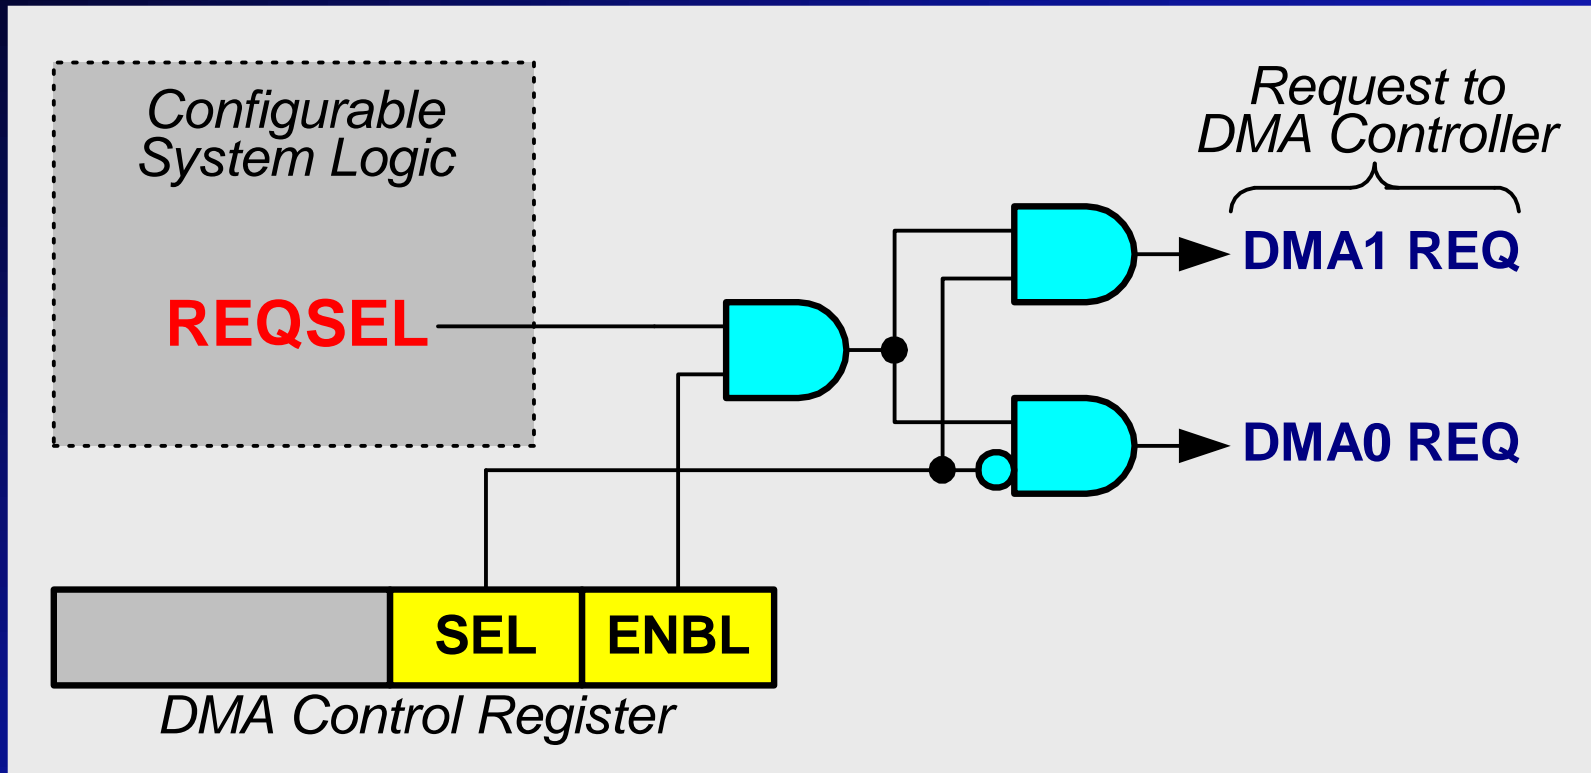 Configurable
System Logic
REQSEL
Request to
DMA Controller
DMA1 REQ
DMA0 REQ
SEL
ENBL
DMA Control Register